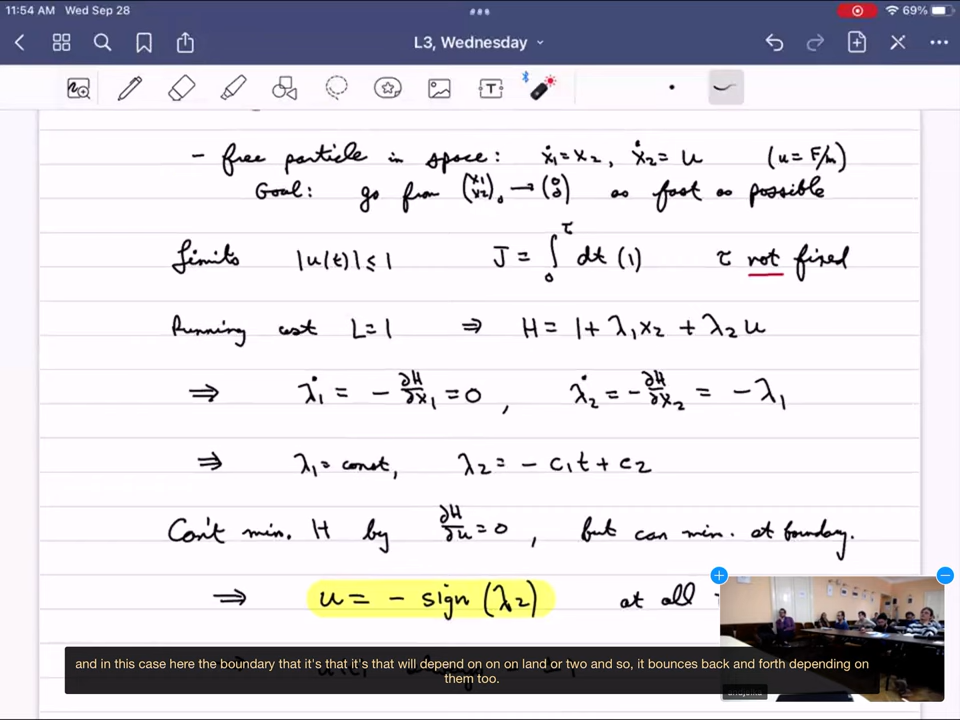 11:54 AM Wed Sep 28
69%
L3, Wednesday
T
- free particle in space: ẋ₁ = x₂, ẋ₂ = u (u = F/m)
Goal: go from (x₁ x₂)₀ → (0 0) as fast as possible
Limits |u(t)| ≤ 1 J = ∫₀^τ dt (1) τ not fixed
Running cost L=1 ⇒ H = 1 + λ₁x₂ + λ₂u
⇒ λ̇₁ = - ∂H/∂x₁ = 0, λ̇₂ = - ∂H/∂x₂ = -λ₁
⇒ λ₁ = const, λ₂ = - c₁t + c₂
Can't min. H by ∂H/∂u = 0, but can min. at boundary.
⇒ u = - sign (λ₂) at all
and in this case here the boundary that it's that it's that will depend on on on land or two and so, it bounces back and forth depending on
them too.